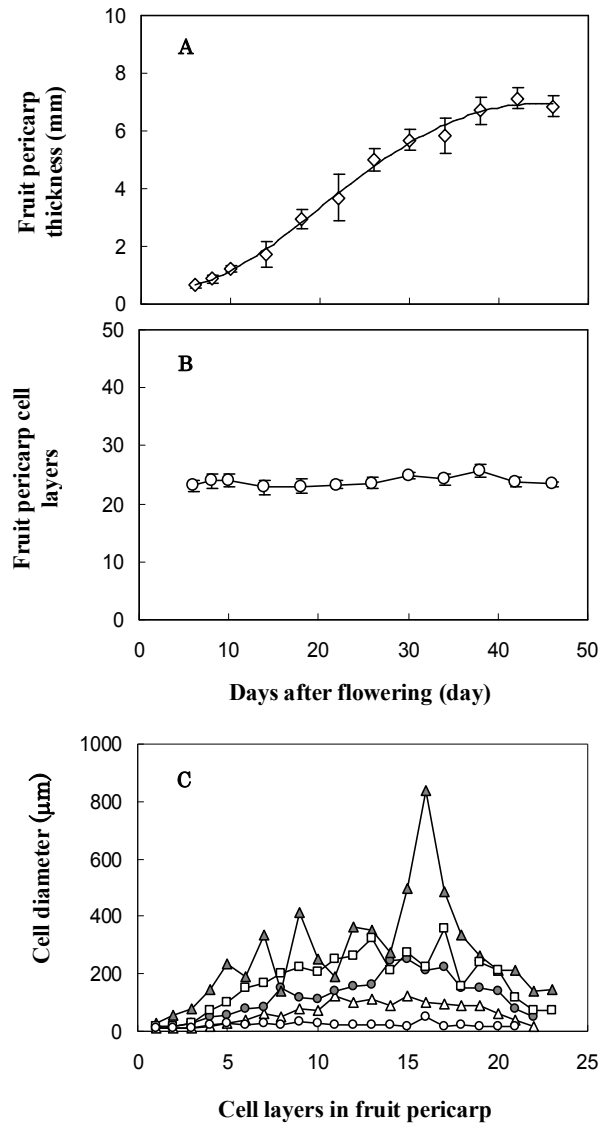 A
Fruit pericarp
thickness (mm)
10
8
6
4
2
0
B
Fruit pericarp cell
layers
50
40
30
20
10
0
0 10 20 30 40 50
Days after flowering (day)
C
Cell diameter (μm)
1000
800
600
400
200
0
0 5 10 15 20 25
Cell layers in fruit pericarp